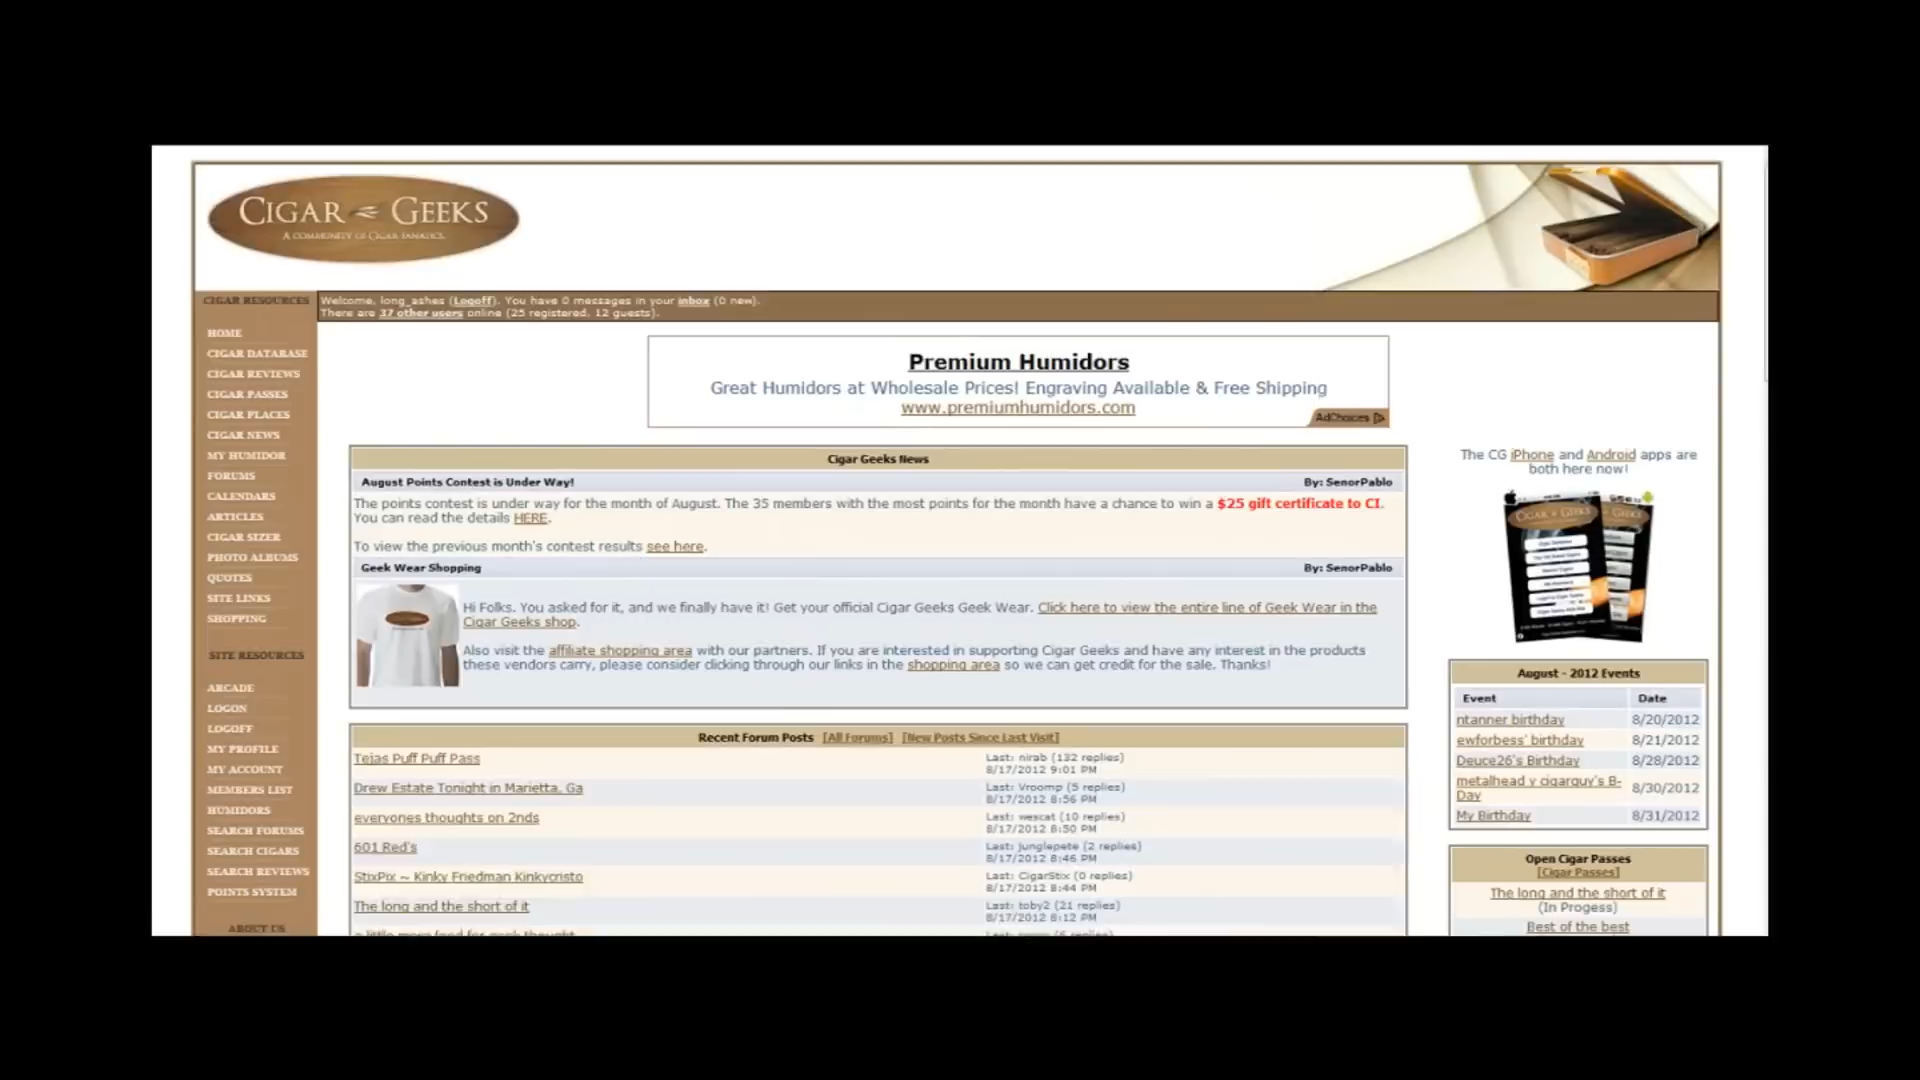 CIGAR GEEKS
A COMMUNITY OF CIGAR FANATICS.
CIGAR RESOURCES
HOME
CIGAR DATABASE
CIGAR REVIEWS
CIGAR PASSES
CIGAR PLACES
CIGAR NEWS
MY HUMIDOR
FORUMS
CALENDARS
ARTICLES
CIGAR SIZER
PHOTO ALBUMS
QUOTES
SITE LINKS
SHOPPING
SITE RESOURCES
ARCADE
LOGON
LOGOFF
MY PROFILE
MY ACCOUNT
MEMBERS LIST
HUMIDORS
SEARCH FORUMS
SEARCH CIGARS
SEARCH REVIEWS
POINTS SYSTEM
ABOUT US
Welcome, long_ashes (Logoff). You have 0 messages in your inbox (0 new).
There are 37 other users online (25 registered, 12 guests).
Premium Humidors
Great Humidors at Wholesale Prices! Engraving Available & Free Shipping
www.premiumhumidors.com
AdChoices
Cigar Geeks News
August Points Contest is Under Way! By: SenorPablo
The points contest is under way for the month of August. The 35 members with the most points for the month have a chance to win a $25 gift certificate to CI.
You can read the details HERE.
To view the previous month's contest results see here.
Geek Wear Shopping By: SenorPablo
Hi Folks. You asked for it, and we finally have it! Get your official Cigar Geeks Geek Wear. Click here to view the entire line of Geek Wear in the
Cigar Geeks shop.
Also visit the affiliate shopping area with our partners. If you are interested in supporting Cigar Geeks and have any interest in the products
these vendors carry, please consider clicking through our links in the shopping area so we can get credit for the sale. Thanks!
Recent Forum Posts [All Forums] [New Posts Since Last Visit]
Tejas Puff Puff Pass Last: nirab (132 replies)
8/17/2012 9:01 PM
Drew Estate Tonight in Marietta, Ga Last: Vroomp (5 replies)
8/17/2012 8:56 PM
everyones thoughts on 2nds Last: wescat (10 replies)
8/17/2012 8:50 PM
601 Red's Last: junglepete (2 replies)
8/17/2012 8:46 PM
StixPix ~ Kinky Friedman Kinkycristo Last: CigarStix (0 replies)
8/17/2012 8:44 PM
The long and the short of it Last: toby2 (21 replies)
8/17/2012 8:12 PM
The CG iPhone and Android apps are
both here now!
CIGAR GEEKS
August - 2012 Events
Event Date
ntanner birthday 8/20/2012
ewforbess' birthday 8/21/2012
Deuce26's Birthday 8/28/2012
metalhead y cigarguy's B-
Day 8/30/2012
My Birthday 8/31/2012
Open Cigar Passes
[Cigar Passes]
The long and the short of it
(In Progess)
Best of the best